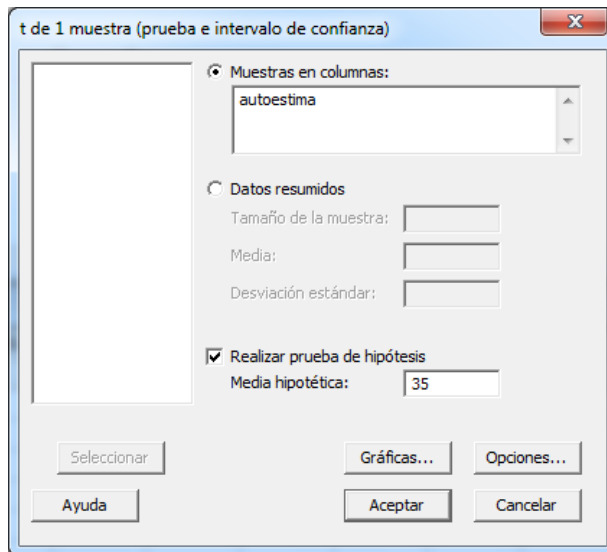 t de 1 muestra (prueba e intervalo de confianza)
Muestras en columnas:
autoestima
Datos resumidos
Tamaño de la muestra:
Media:
Desviación estándar:
Realizar prueba de hipótesis
Media hipotética: 35
Seleccionar
Gráficas...
Opciones...
Ayuda
Aceptar
Cancelar